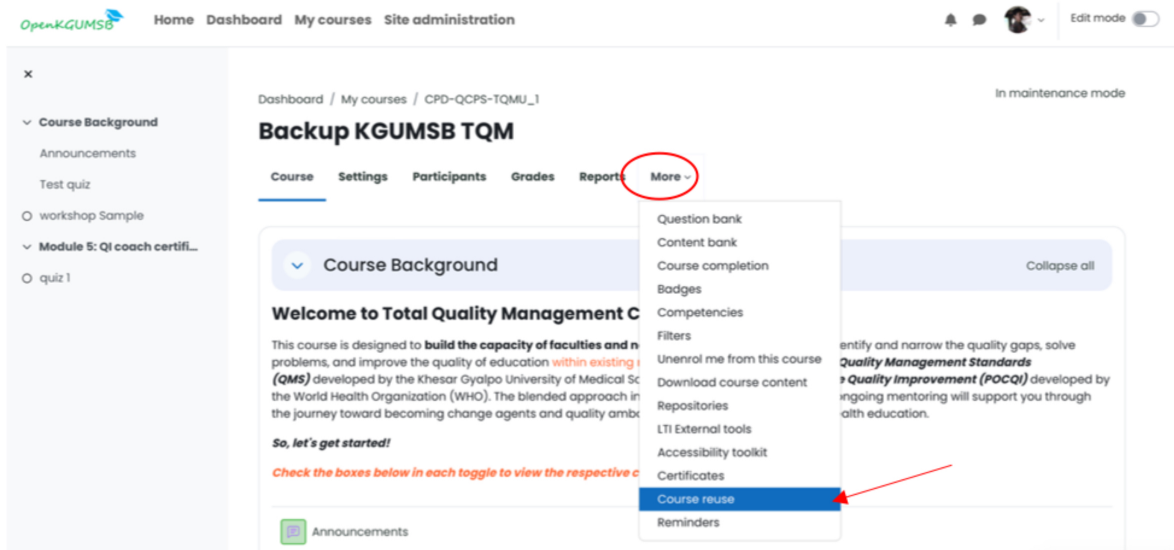 OpenKGUMSB
Home Dashboard My courses Site administration
Edit mode
Dashboard / My courses / CPD-QCPS-TQMU_1
In maintenance mode
Backup KGUMSB TQM
Course Settings Participants Grades Reports More
Course Background
Announcements
Test quiz
workshop Sample
Module 5: QI coach certifi...
quiz 1
Question bank
Content bank
Course completion
Badges
Competencies
Filters
Unenrol me from this course
Download course content
Repositories
LTI External tools
Accessibility toolkit
Certificates
Course reuse
Reminders
Course Background
Collapse all
Welcome to Total Quality Management C
This course is designed to build the capacity of faculties and n entify and narrow the quality gaps, solve
problems, and improve the quality of education within existing Quality Management Standards
(QMS) developed by the Khesar Gyalpo University of Medical Sc e Quality Improvement (POCQI) developed by
the World Health Organization (WHO). The blended approach in ongoing mentoring will support you through
the journey toward becoming change agents and quality ambo alth education.
So, let's get started!
Check the boxes below in each toggle to view the respective c
Announcements